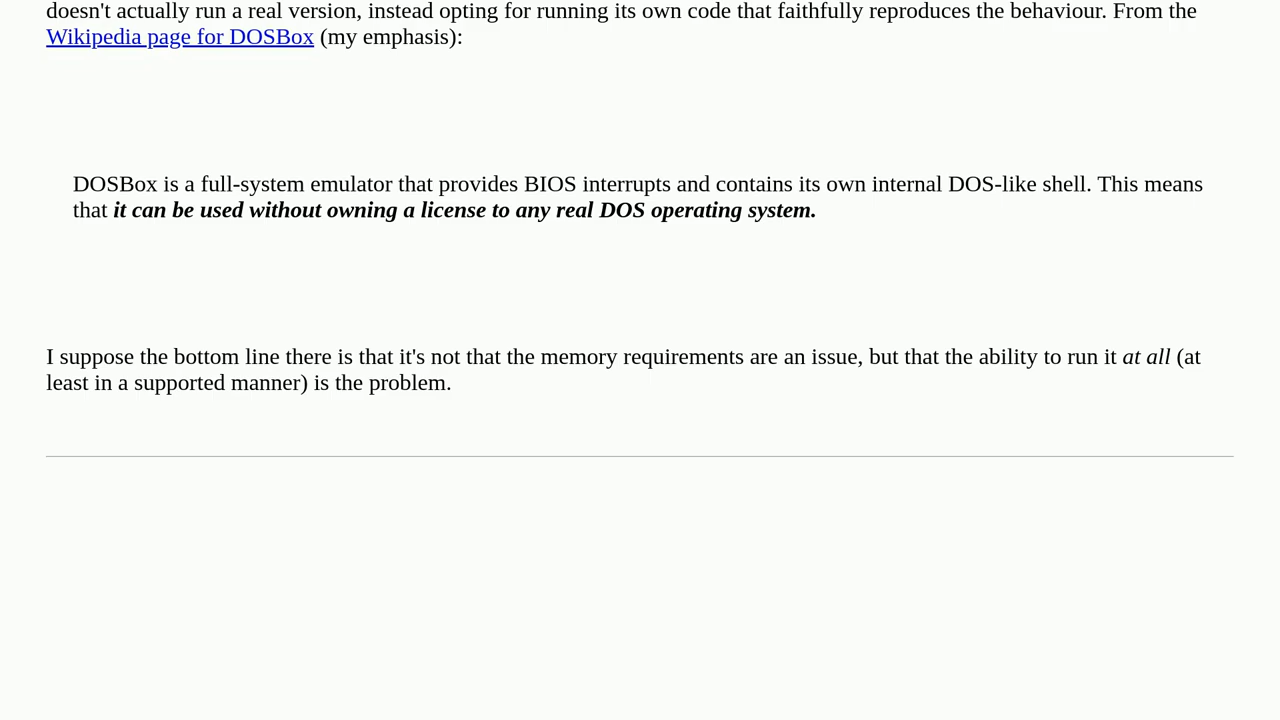 doesn't actually run a real version, instead opting for running its own code that faithfully reproduces the behaviour. From the
Wikipedia page for DOSBox (my emphasis):
DOSBox is a full-system emulator that provides BIOS interrupts and contains its own internal DOS-like shell. This means
that it can be used without owning a license to any real DOS operating system.
I suppose the bottom line there is that it's not that the memory requirements are an issue, but that the ability to run it at all (at
least in a supported manner) is the problem.